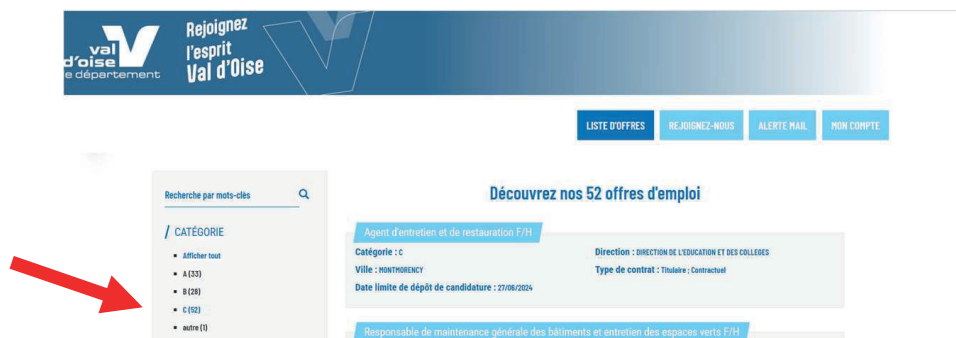 val
d'oise
e département
Rejoignez
l'esprit
Val d'Oise
LISTE D'OFFRES
REJOIGNEZ-NOUS
ALERTE MAIL
MON COMPTE
Recherche par mots-clés
/ CATÉGORIE
▪ Afficher tout
▪ A (33)
▪ B (28)
▪ C (52)
▪ autre (1)
Découvrez nos 52 offres d'emploi
Agent d'entretien et de restauration F/H
Catégorie : C
Ville : MONTMORENCY
Date limite de dépôt de candidature : 27/06/2024
Direction : DIRECTION DE L'EDUCATION ET DES COLLEGES
Type de contrat : Titulaire ; Contractuel
Responsable de maintenance générale des bâtiments et entretien des espaces verts F/H